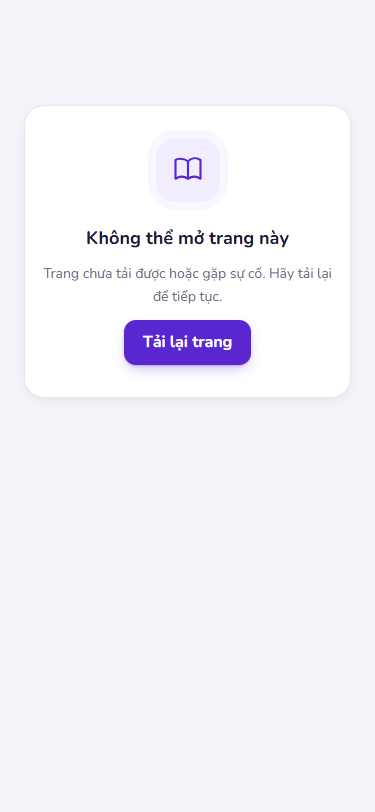 Không thể mở trang này
Trang chưa tải được hoặc gặp sự cố. Hãy tải lại
để tiếp tục.
Tải lại trang